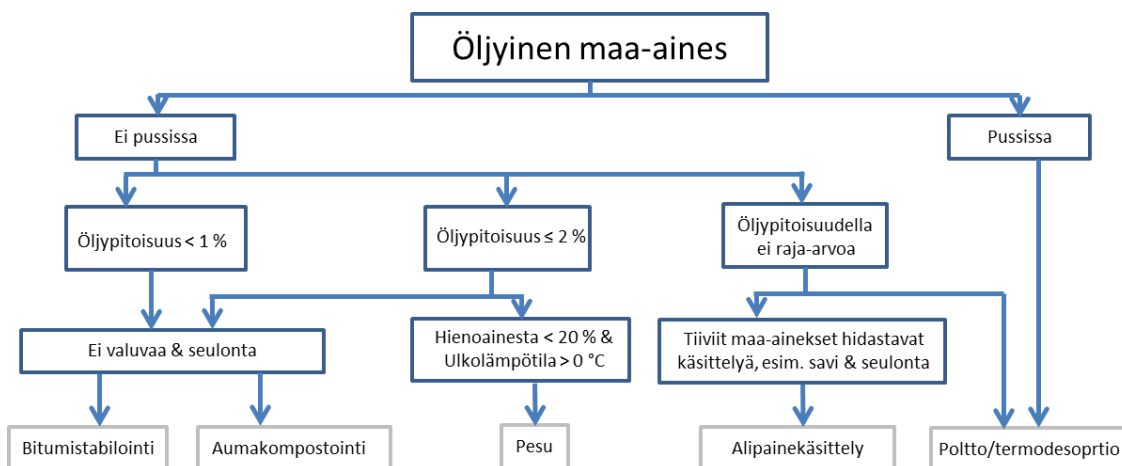 Öljyinen maa-aines
Ei pussissa
Pussissa
Öljypitoisuus < 1 %
Öljypitoisuus ≤ 2 %
Öljypitoisuudella
ei raja-arvoa
Ei valuvaa & seulonta
Hienoainesta < 20 % &
Ulkolämpötila > 0 °C
Tiiviit maa-ainekset hidastavat
käsittelyä, esim. savi & seulonta
Bitumistabilointi
Aumakompostointi
Pesu
Alipainekäsittely
Poltto/termodesoprtio